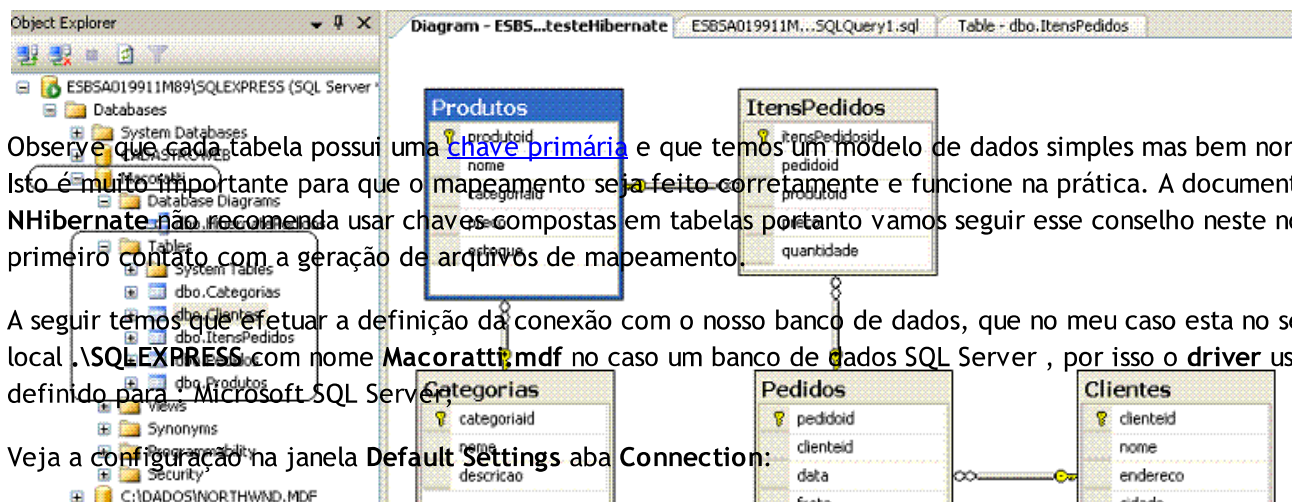 Object Explorer
Diagram - ESBS...testeHibernate
ESBSA019911M...SQLQuery1.sql
Table - dbo.ItensPedidos
ESBSA019911M89\SQLEXPRESS (SQL Server
Databases
System Databases
CADASTROWEB
Macoratti
Database Diagrams
Tables
System Tables
dbo.Categorias
dbo.Clientes
dbo.ItensPedidos
dbo.Pedidos
dbo.Produtos
Views
Synonyms
Programmability
Security
C:\DADOS\NORTHWND.MDF
Produtos
produtoid
nome
categoriaid
preco
estoque
ItensPedidos
itensPedidosid
pedidoid
produtoid
preco
quantidade
Categorias
categoriaid
nome
descricao
Pedidos
pedidoid
clienteid
data
Clientes
clienteid
nome
endereco
Observe que cada tabela possui uma chave primária e que temos um modelo de dados simples mas bem nor
Isto é muito importante para que o mapeamento seja feito corretamente e funcione na prática. A document
NHibernate não recomenda usar chaves compostas em tabelas portanto vamos seguir esse conselho neste no
primeiro contato com a geração de arquivos de mapeamento.
A seguir temos que efetuar a definição da conexão com o nosso banco de dados, que no meu caso esta no se
local .\SQLEXPRESS com nome Macoratti.mdf no caso um banco de dados SQL Server , por isso o driver us
definido para : Microsoft SQL Server;
Veja a configuração na janela Default Settings aba Connection: